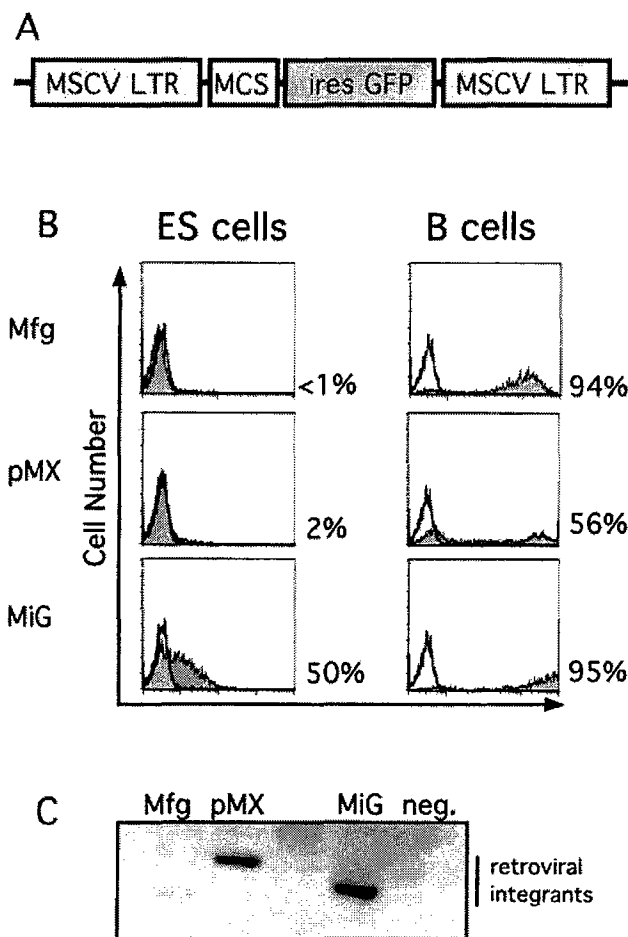 A
MSCV LTR MCS ires GFP MSCV LTR
B
ES cells B cells
Mfg
<1% 94%
pMX
2% 56%
MiG
50% 95%
Cell Number
C
Mfg pMX MiG neg.
retroviral
integrants